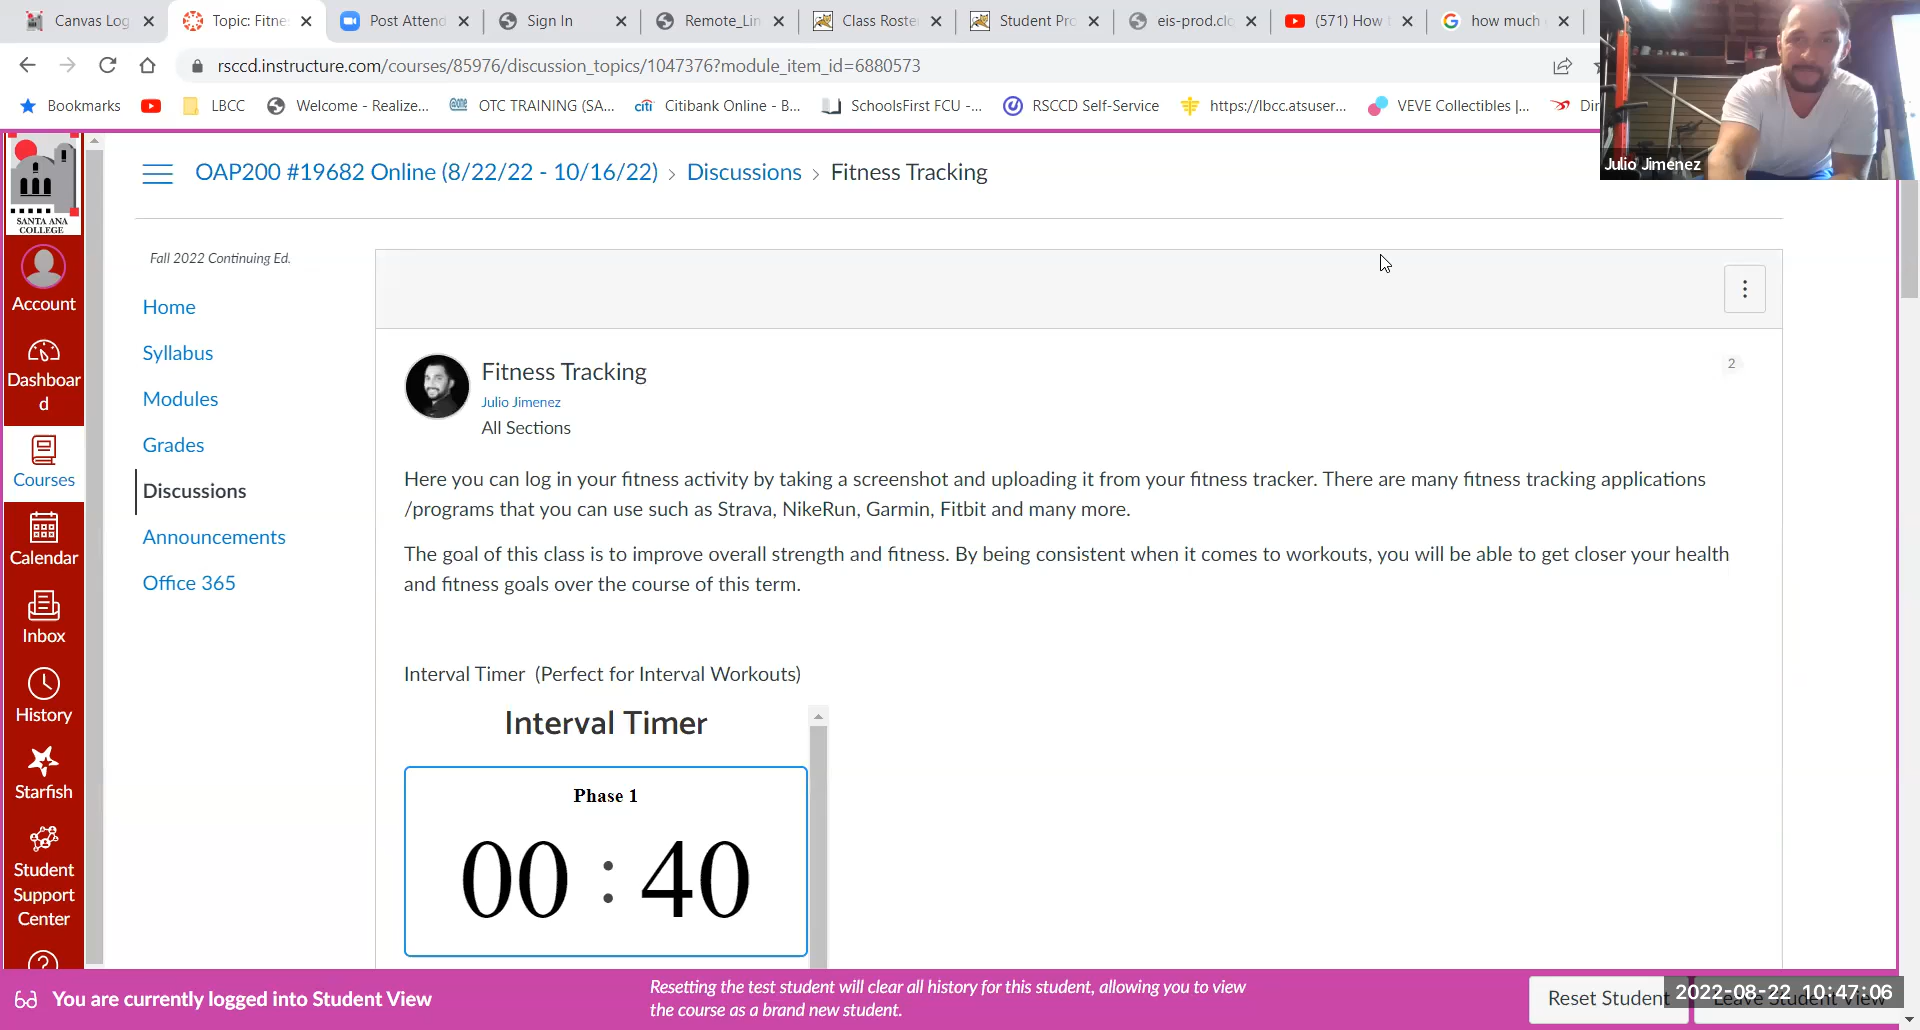 Canvas Log
Topic: Fitne
Post Attend
Sign In
Remote_Lin
Class Roste
Student Pro
eis-prod.clo
(571) How t
how much
rsccd.instructure.com/courses/85976/discussion_topics/1047376?module_item_id=6880573
Bookmarks
LBCC
Welcome - Realize...
OTC TRAINING (SA...
citi Citibank Online - B...
SchoolsFirst FCU -...
RSCCD Self-Service
https://lbcc.atsuser...
VEVE Collectibles |...
Dir
Julio Jimenez
SANTA ANA
COLLEGE
Account
Dashboar
d
Courses
Calendar
Inbox
History
Starfish
Student
Support
Center
OAP200 #19682 Online (8/22/22 - 10/16/22) › Discussions › Fitness Tracking
Fall 2022 Continuing Ed.
Home
Syllabus
Modules
Grades
Discussions
Announcements
Office 365
Fitness Tracking
2
Julio Jimenez
All Sections
Here you can log in your fitness activity by taking a screenshot and uploading it from your fitness tracker. There are many fitness tracking applications
/programs that you can use such as Strava, NikeRun, Garmin, Fitbit and many more.
The goal of this class is to improve overall strength and fitness. By being consistent when it comes to workouts, you will be able to get closer your health
and fitness goals over the course of this term.
Interval Timer (Perfect for Interval Workouts)
Interval Timer
Phase 1
00 : 40
You are currently logged into Student View
Resetting the test student will clear all history for this student, allowing you to view
the course as a brand new student.
Reset Student
Leave Student View
2022-08-22 10:47:06